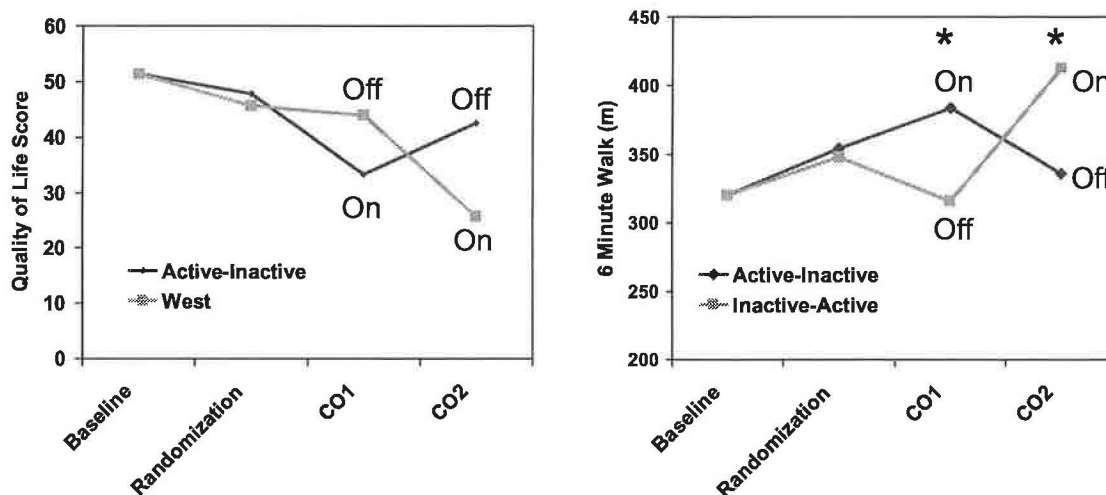 Quality of Life Score
60
50
40
30
20
10
0
Off
Off
On
On
Active-Inactive
West
Baseline
Randomization
CO1
CO2
6 Minute Walk (m)
450
400
350
300
250
200
*
*
On
On
Off
Off
Active-Inactive
Inactive-Active
Baseline
Randomization
CO1
CO2